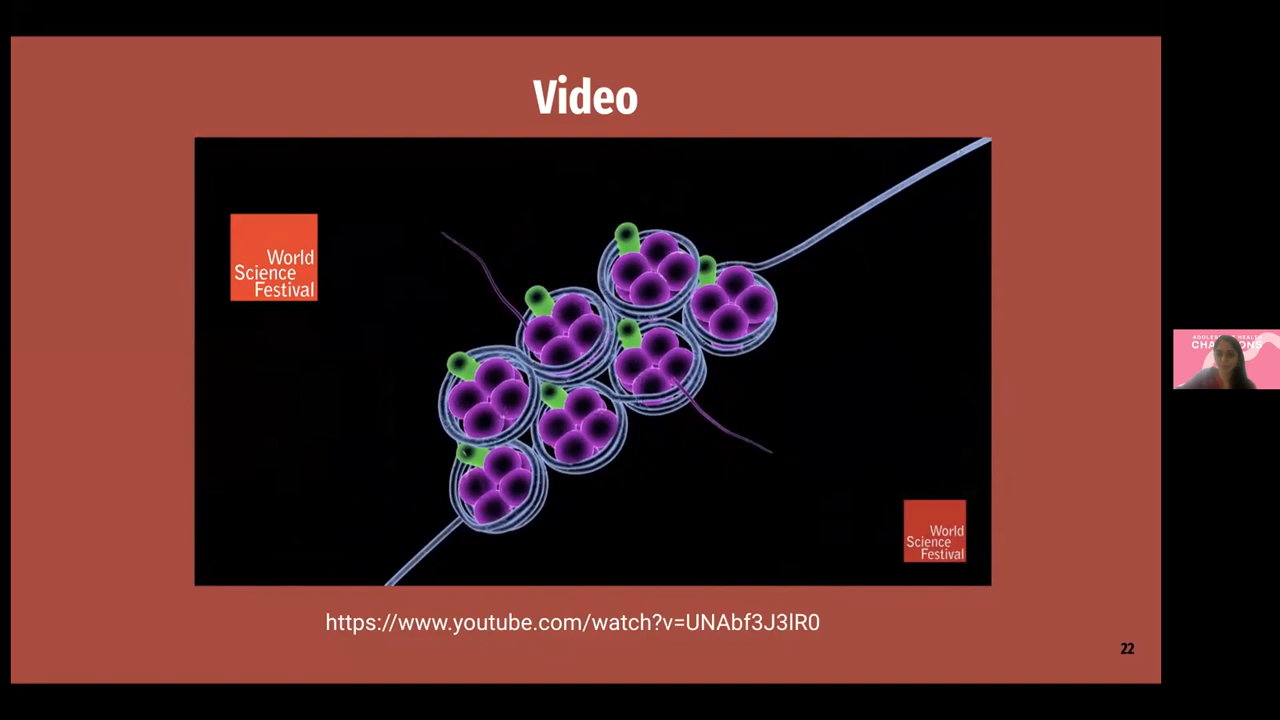 Video
World
Science
Festival
World
Science
Festival
https://www.youtube.com/watch?v=UNAbf3J3lR0
22